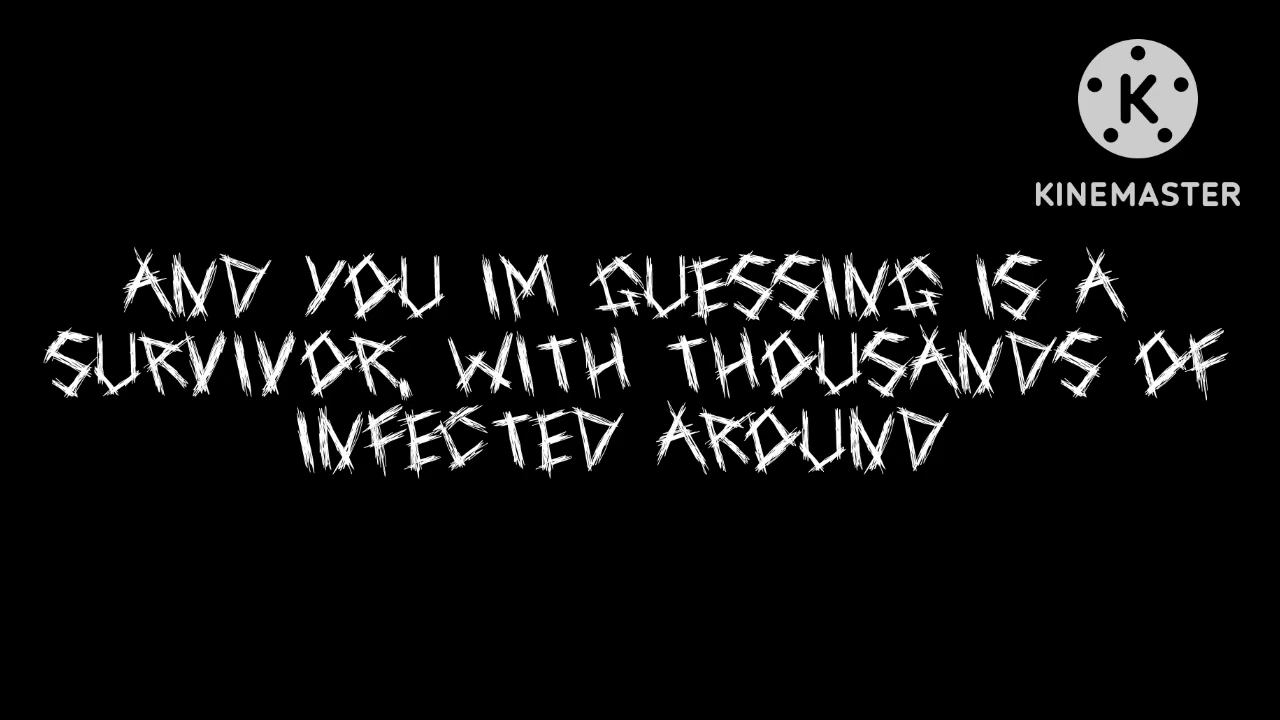 K
KINEMASTER
AND YOU IM GUESSING IS A
SURVIVOR, WITH THOUSANDS OF
INFECTED AROUND